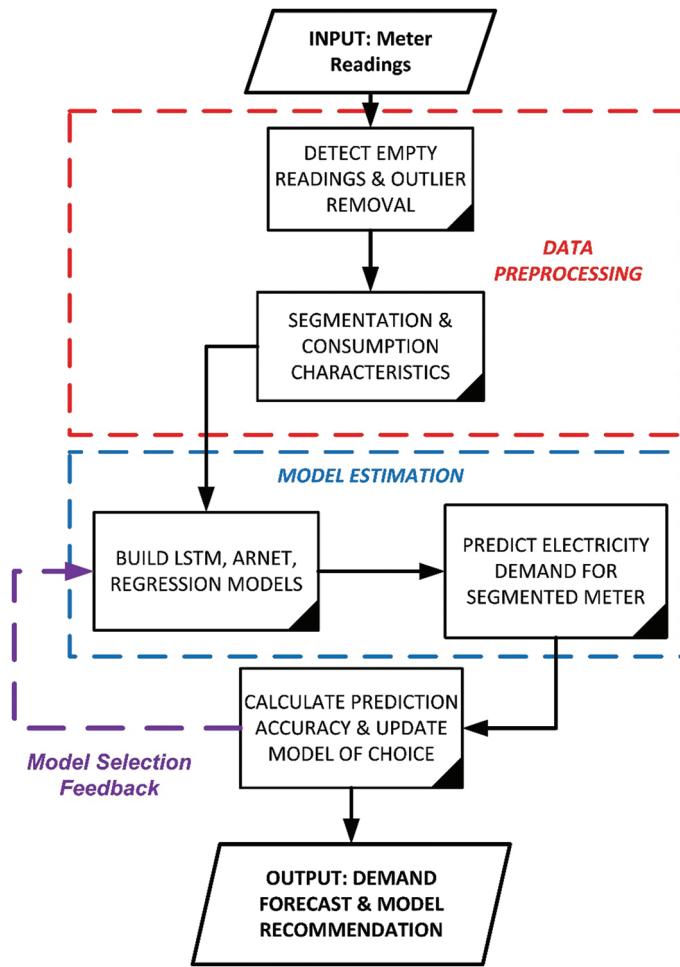 INPUT: Meter
Readings
DETECT EMPTY
READINGS & OUTLIER
REMOVAL
DATA
PREPROCESSING
SEGMENTATION &
CONSUMPTION
CHARACTERISTICS
MODEL ESTIMATION
BUILD LSTM, ARNET,
REGRESSION MODELS
PREDICT ELECTRICITY
DEMAND FOR
SEGMENTED METER
CALCULATE PREDICTION
ACCURACY & UPDATE
MODEL OF CHOICE
Model Selection
Feedback
OUTPUT: DEMAND
FORECAST & MODEL
RECOMMENDATION